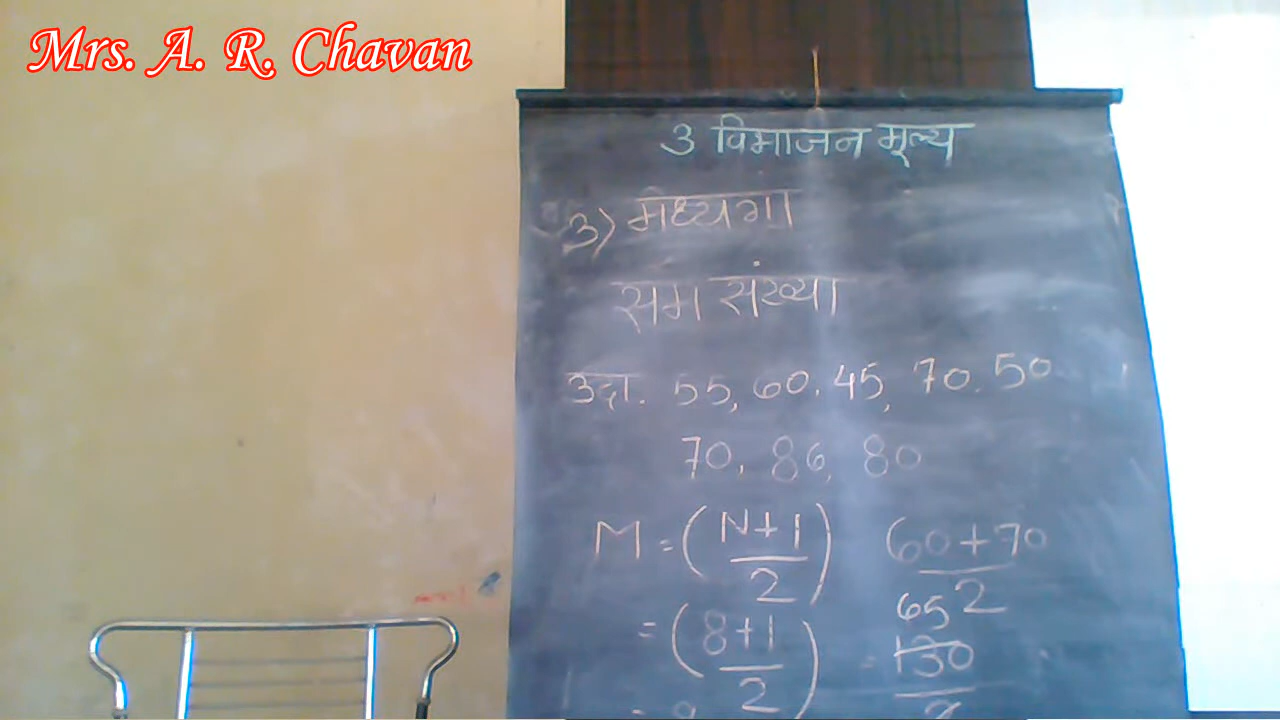 Mrs. A. R. Chavan
3 विभाजन मूल्य
३) मध्यगा
सम संख्या
उदा. 55, 60, 45, 70, 50
70, 86, 80
M = (N+1 / 2)
60+70 / 2
= (8+1 / 2)
65
= 130 / 2